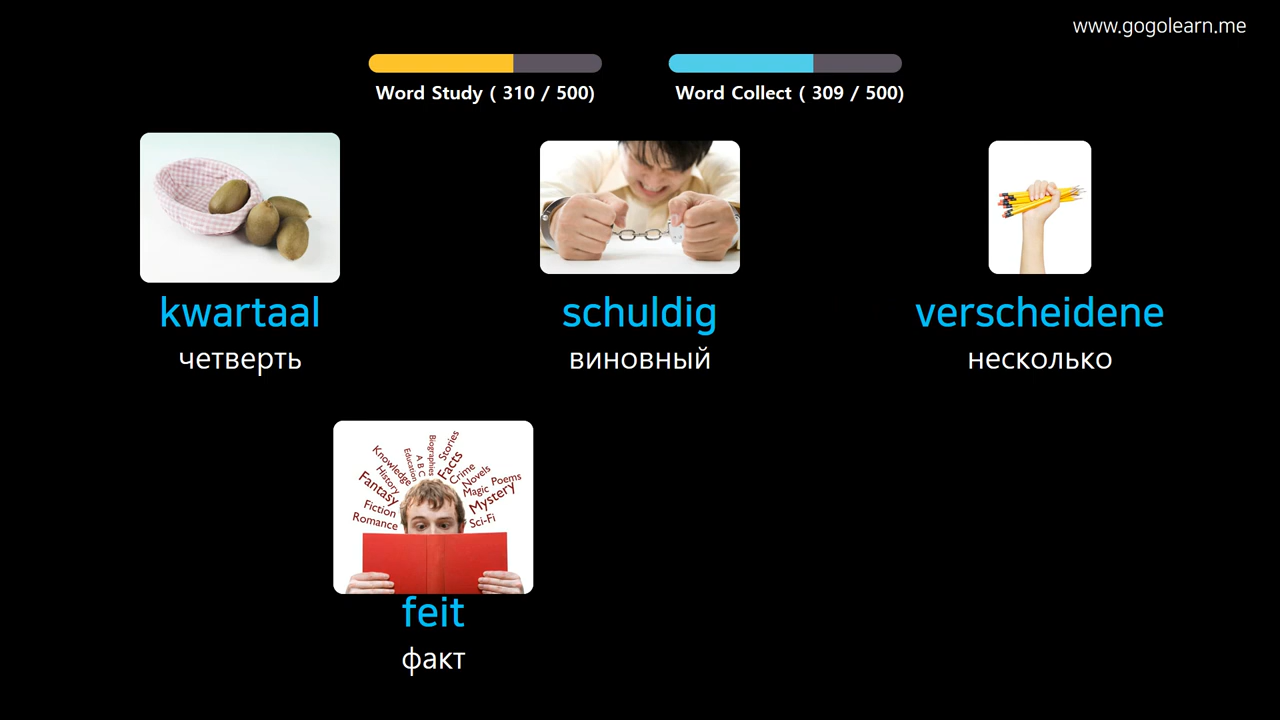 www.gogolearn.me
Word Study ( 310 / 500)
Word Collect ( 309 / 500)
kwartaal
четверть
schuldig
виновный
verscheidene
несколько
Knowledge
History
Fantasy
Fiction
Romance
Education
A B C
Biographies
Stories
Facts
Crime
Novels
Magic
Poems
Mystery
Sci-Fi
feit
факт